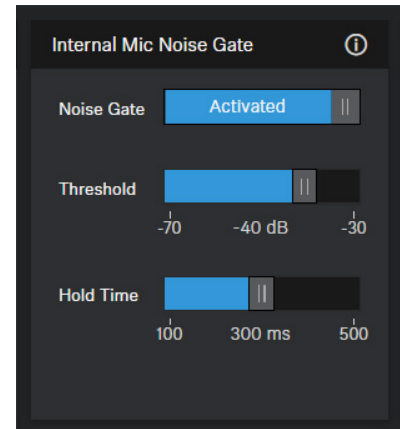 Internal Mic Noise Gate
Noise Gate Activated
Threshold
-70 -40 dB -30
Hold Time
100 300 ms 500